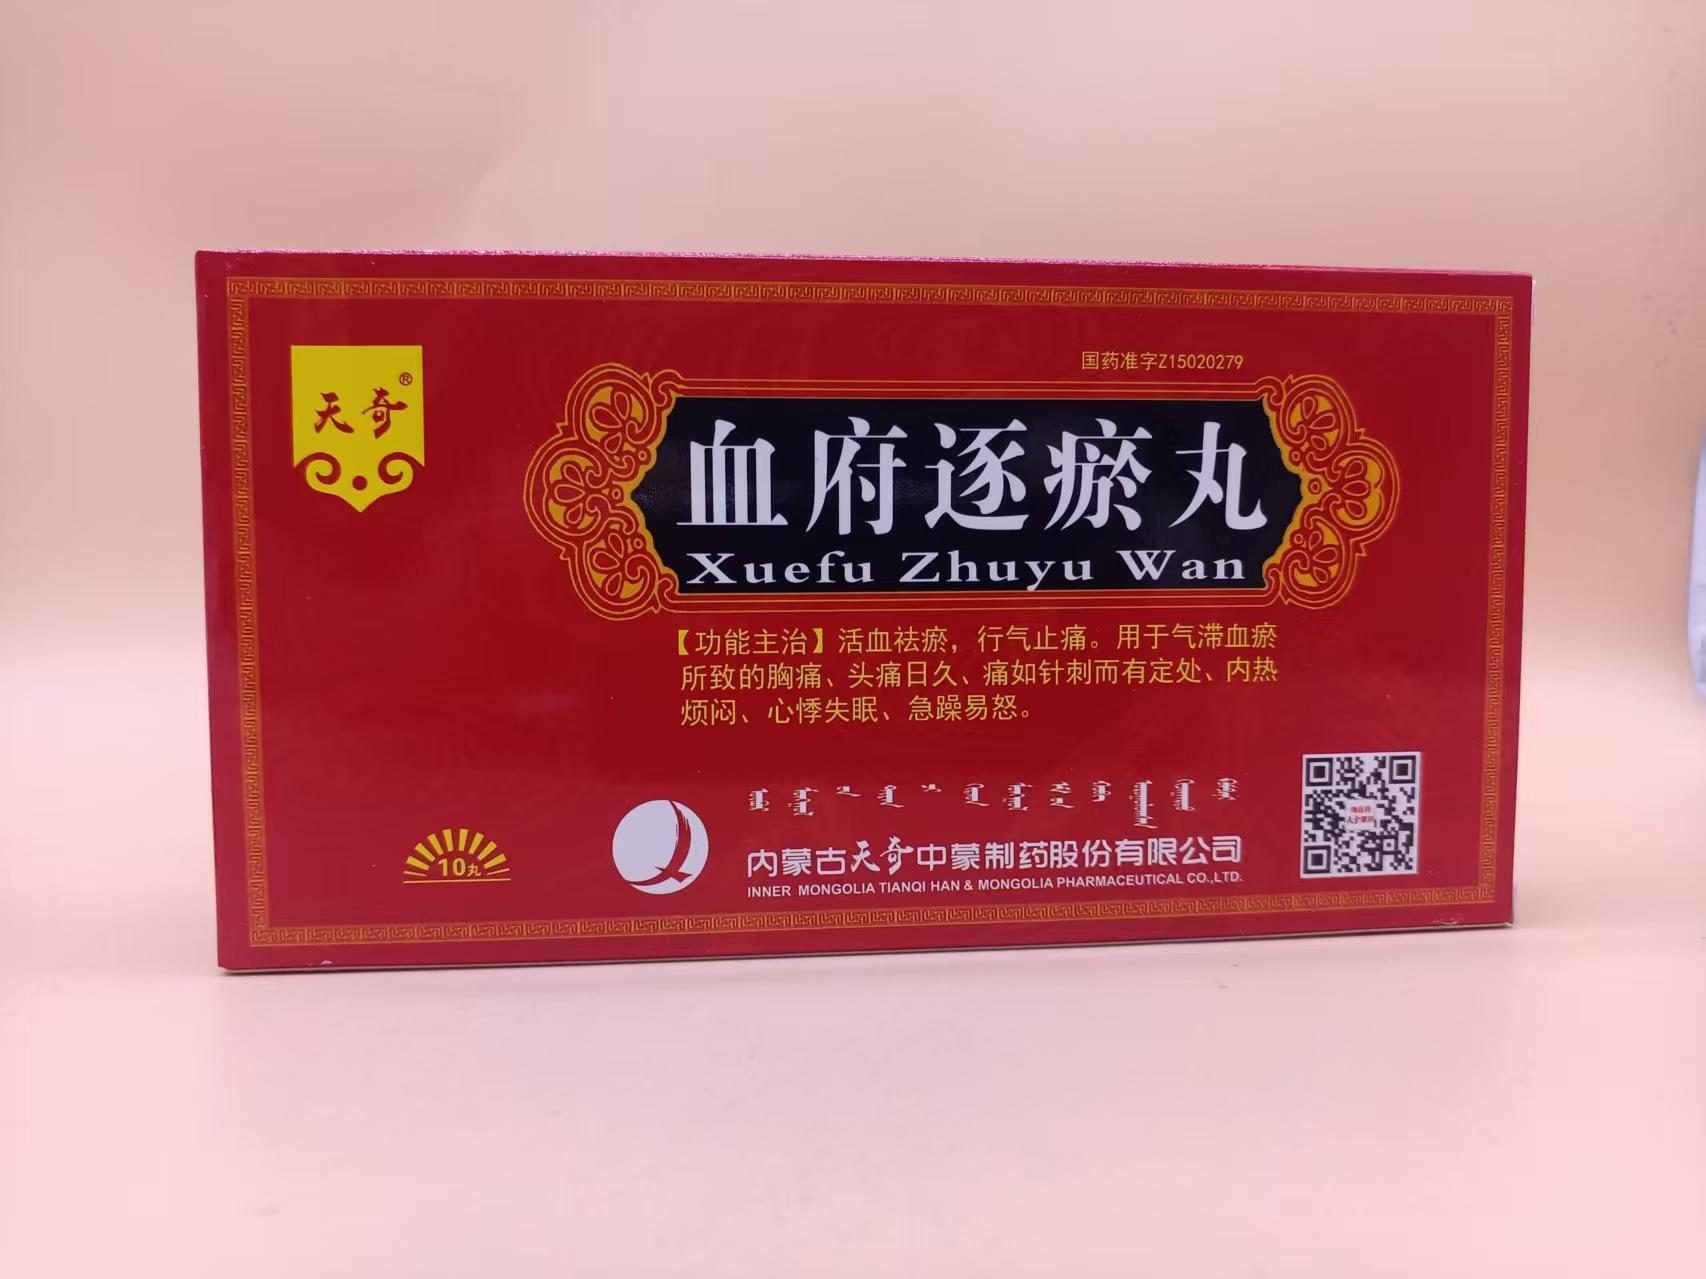 国药准字Z15020279
天奇®
血府逐瘀丸
Xuefu Zhuyu Wan
【功能主治】活血祛瘀，行气止痛。用于气滞血瘀
所致的胸痛、头痛日久、痛如针刺而有定处、内热
烦闷、心悸失眠、急躁易怒。
10丸
内蒙古天奇中蒙制药股份有限公司
INNER MONGOLIA TIANQI HAN & MONGOLIA PHARMACEUTICAL CO.,LTD.